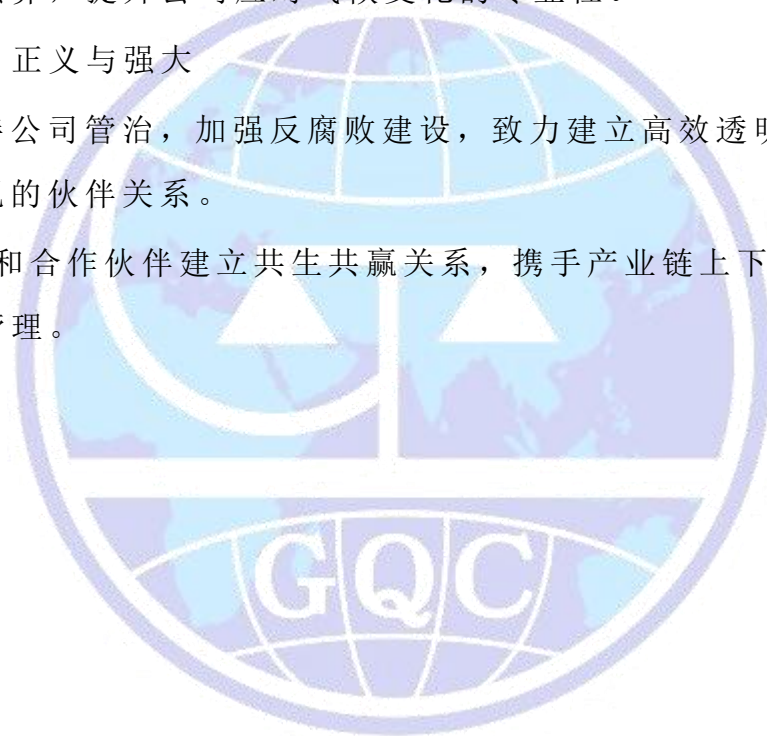 提升公司应对气候变化的专业性。
正义与强大
公司管治，加强反腐败建设，致力建立高效透明
的伙伴关系。
和合作伙伴建立共生共赢关系，携手产业链上下
管理。
GQC